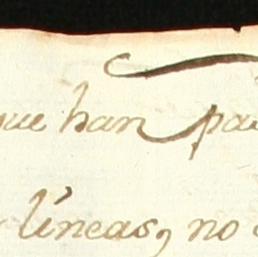 que han pa
líneas, no